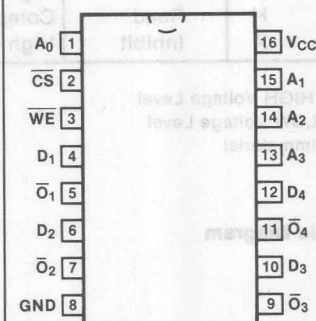 A0 1 16 VCC
CS 2 15 A1
WE 3 14 A2
D1 4 13 A3
O1 5 12 D4
D2 6 11 O4
O2 7 10 D3
GND 8 9 O3